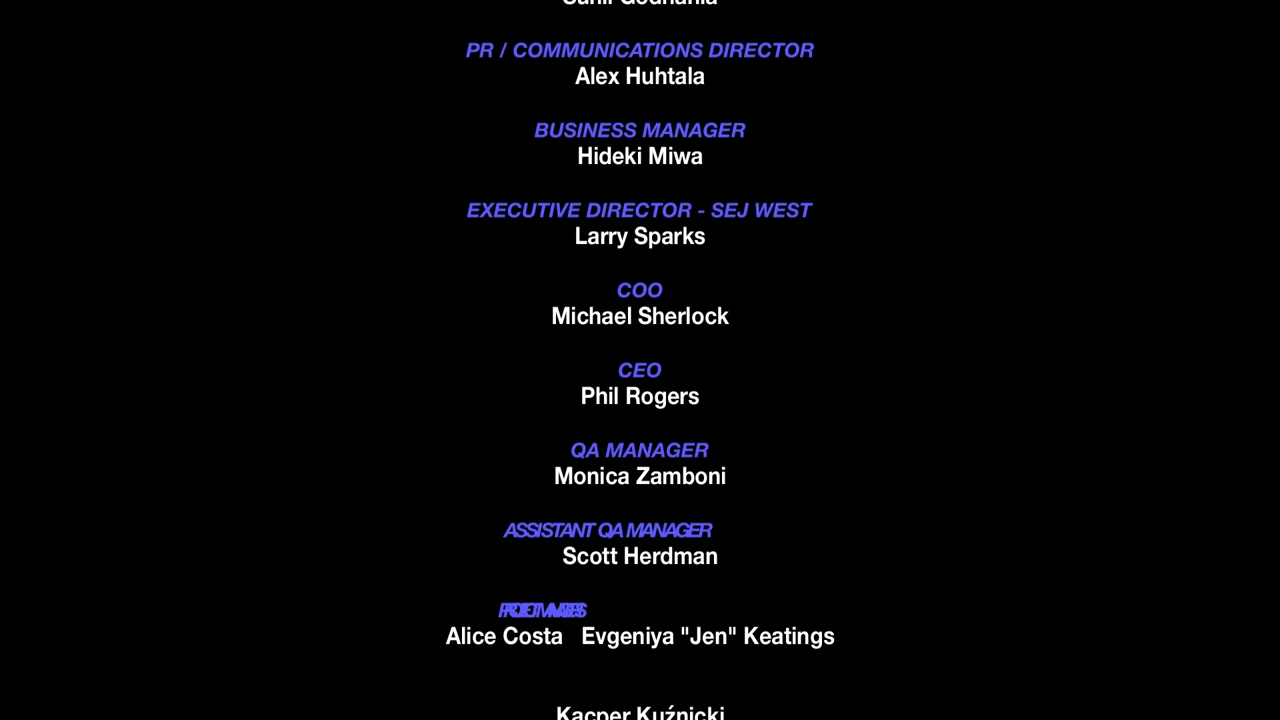 PR / COMMUNICATIONS DIRECTOR
Alex Huhtala
BUSINESS MANAGER
Hideki Miwa
EXECUTIVE DIRECTOR - SEJ WEST
Larry Sparks
COO
Michael Sherlock
CEO
Phil Rogers
QA MANAGER
Monica Zamboni
ASSISTANT QA MANAGER
Scott Herdman
Alice Costa Evgeniya "Jen" Keatings
Kacper Kuźnicki